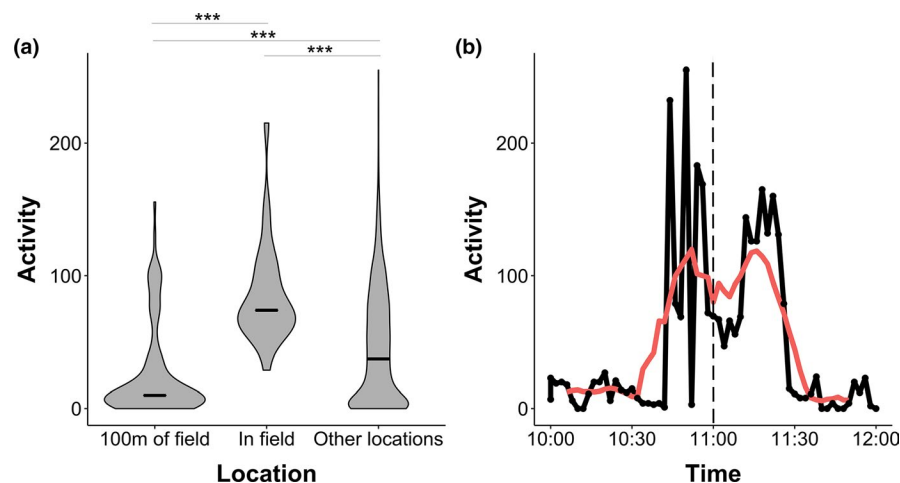 (a)
***
***
***
Activity
200
100
0
100m of field In field Other locations
Location
(b)
Activity
200
100
0
10:00 10:30 11:00 11:30 12:00
Time